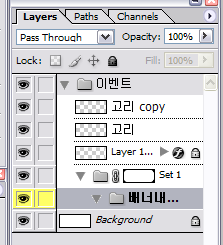 Layers Paths Channels
Pass Through Opacity: 100%
Lock: Fill: 100%
이벤트
고리 copy
고리
Layer 1...
Set 1
배너내...
Background